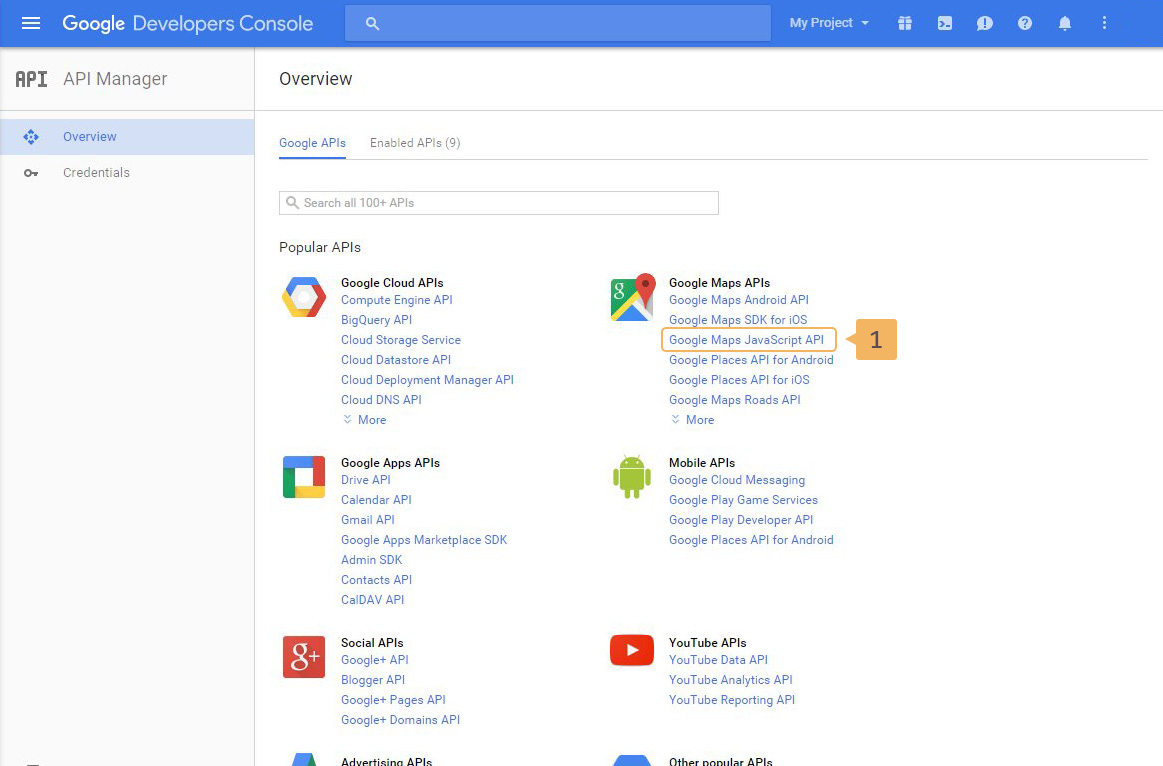 Google Developers Console
My Project
API API Manager
Overview
Overview
Credentials
Google APIs
Enabled APIs (9)
Search all 100+ APIs
Popular APIs
Google Cloud APIs
Compute Engine API
BigQuery API
Cloud Storage Service
Cloud Datastore API
Cloud Deployment Manager API
Cloud DNS API
More
g
Google Maps APIs
Google Maps Android API
Google Maps SDK for iOS
Google Maps JavaScript API
1
Google Places API for Android
Google Places API for iOS
Google Maps Roads API
More
Google Apps APIs
Drive API
Calendar API
Gmail API
Google Apps Marketplace SDK
Admin SDK
Contacts API
CalDAV API
Mobile APIs
Google Cloud Messaging
Google Play Game Services
Google Play Developer API
Google Places API for Android
g+
Social APIs
Google+ API
Blogger API
Google+ Pages API
Google+ Domains API
YouTube APIs
YouTube Data API
YouTube Analytics API
YouTube Reporting API
Advertising APIs
Other popular APIs